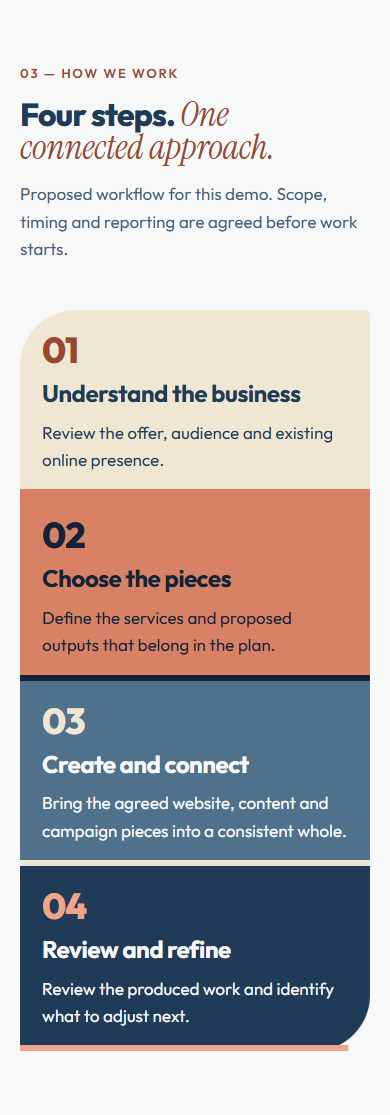 03 — HOW WE WORK
Four steps. One
connected approach.
Proposed workflow for this demo. Scope,
timing and reporting are agreed before work
starts.
01
Understand the business
Review the offer, audience and existing
online presence.
02
Choose the pieces
Define the services and proposed
outputs that belong in the plan.
03
Create and connect
Bring the agreed website, content and
campaign pieces into a consistent whole.
04
Review and refine
Review the produced work and identify
what to adjust next.